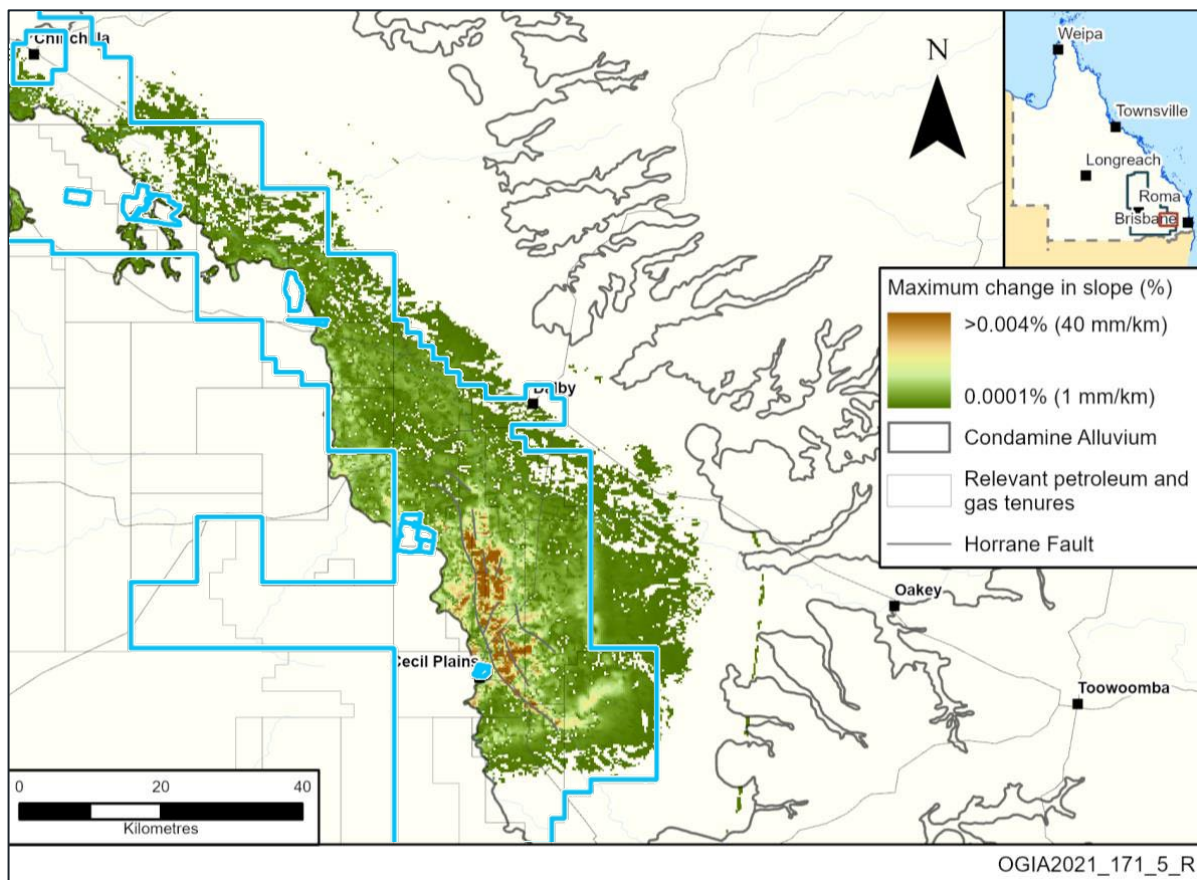 Chinchilla
N
Weipa
Townsville
Longreach
Roma
Brisbane
Maximum change in slope (%)
>0.004% (40 mm/km)
0.0001% (1 mm/km)
Condamine Alluvium
Relevant petroleum and
gas tenures
Horrane Fault
Dalby
Oakey
Cecil Plains
Toowoomba
0
20
40
Kilometres
OGIA2021_171_5_R